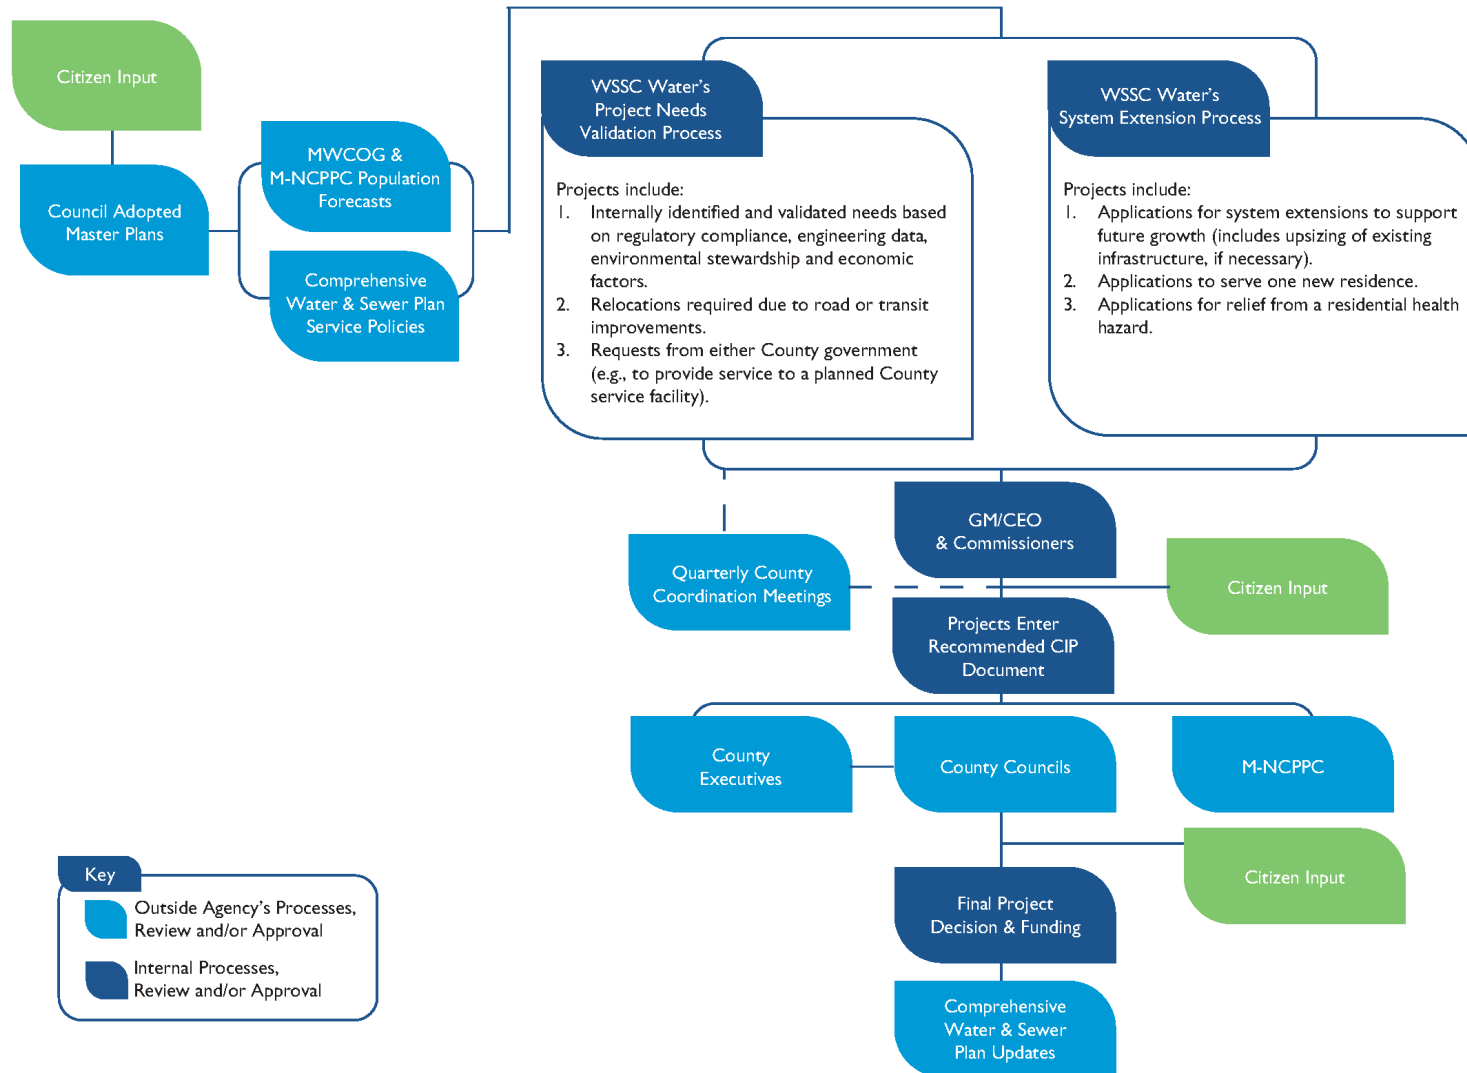 Citizen Input
Council Adopted
Master Plans
MWCOG &
M-NCPPC Population
Forecasts
Comprehensive
Water & Sewer Plan
Service Policies
WSSC Water's
Project Needs
Validation Process
Projects include:
1. Internally identified and validated needs based
on regulatory compliance, engineering data,
environmental stewardship and economic
factors.
2. Relocations required due to road or transit
improvements.
3. Requests from either County government
(e.g., to provide service to a planned County
service facility).
WSSC Water's
System Extension Process
Projects include:
1. Applications for system extensions to support
future growth (includes upsizing of existing
infrastructure, if necessary).
2. Applications to serve one new residence.
3. Applications for relief from a residential health
hazard.
GM/CEO
& Commissioners
Quarterly County
Coordination Meetings
Citizen Input
Projects Enter
Recommended CIP
Document
County
Executives
County Councils
M-NCPPC
Citizen Input
Final Project
Decision & Funding
Comprehensive
Water & Sewer
Plan Updates
Key
Outside Agency's Processes,
Review and/or Approval
Internal Processes,
Review and/or Approval